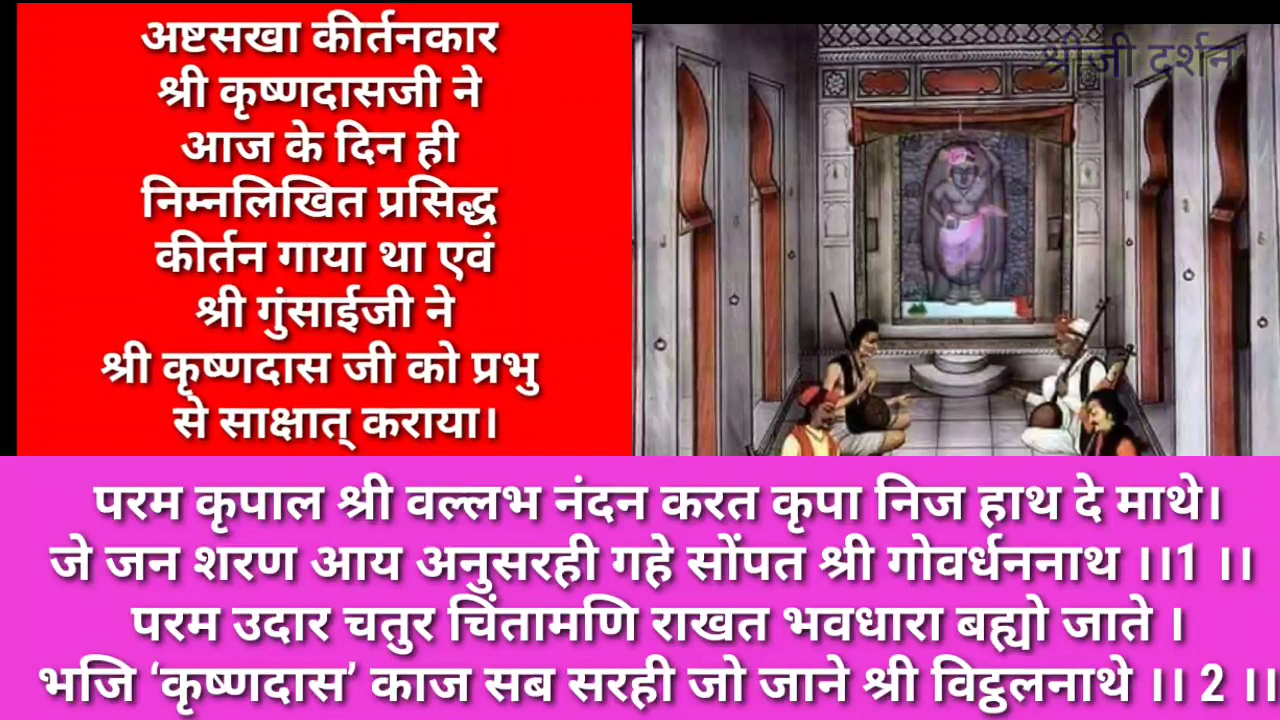 अष्टसखा कीर्तनकार
श्री कृष्णदासजी ने
आज के दिन ही
निम्नलिखित प्रसिद्ध
कीर्तन गाया था एवं
श्री गुंसाईजी ने
श्री कृष्णदास जी को प्रभु
से साक्षात् कराया।
श्रीजी दर्शन
परम कृपाल श्री वल्लभ नंदन करत कृपा निज हाथ दे माथे।
जे जन शरण आय अनुसरही गहे सोंपत श्री गोवर्धननाथ ।।1 ।।
परम उदार चतुर चिंतामणि राखत भवधारा बह्यो जाते ।
भजि ‘कृष्णदास’ काज सब सरही जो जाने श्री विट्ठलनाथे ।। 2 ।।